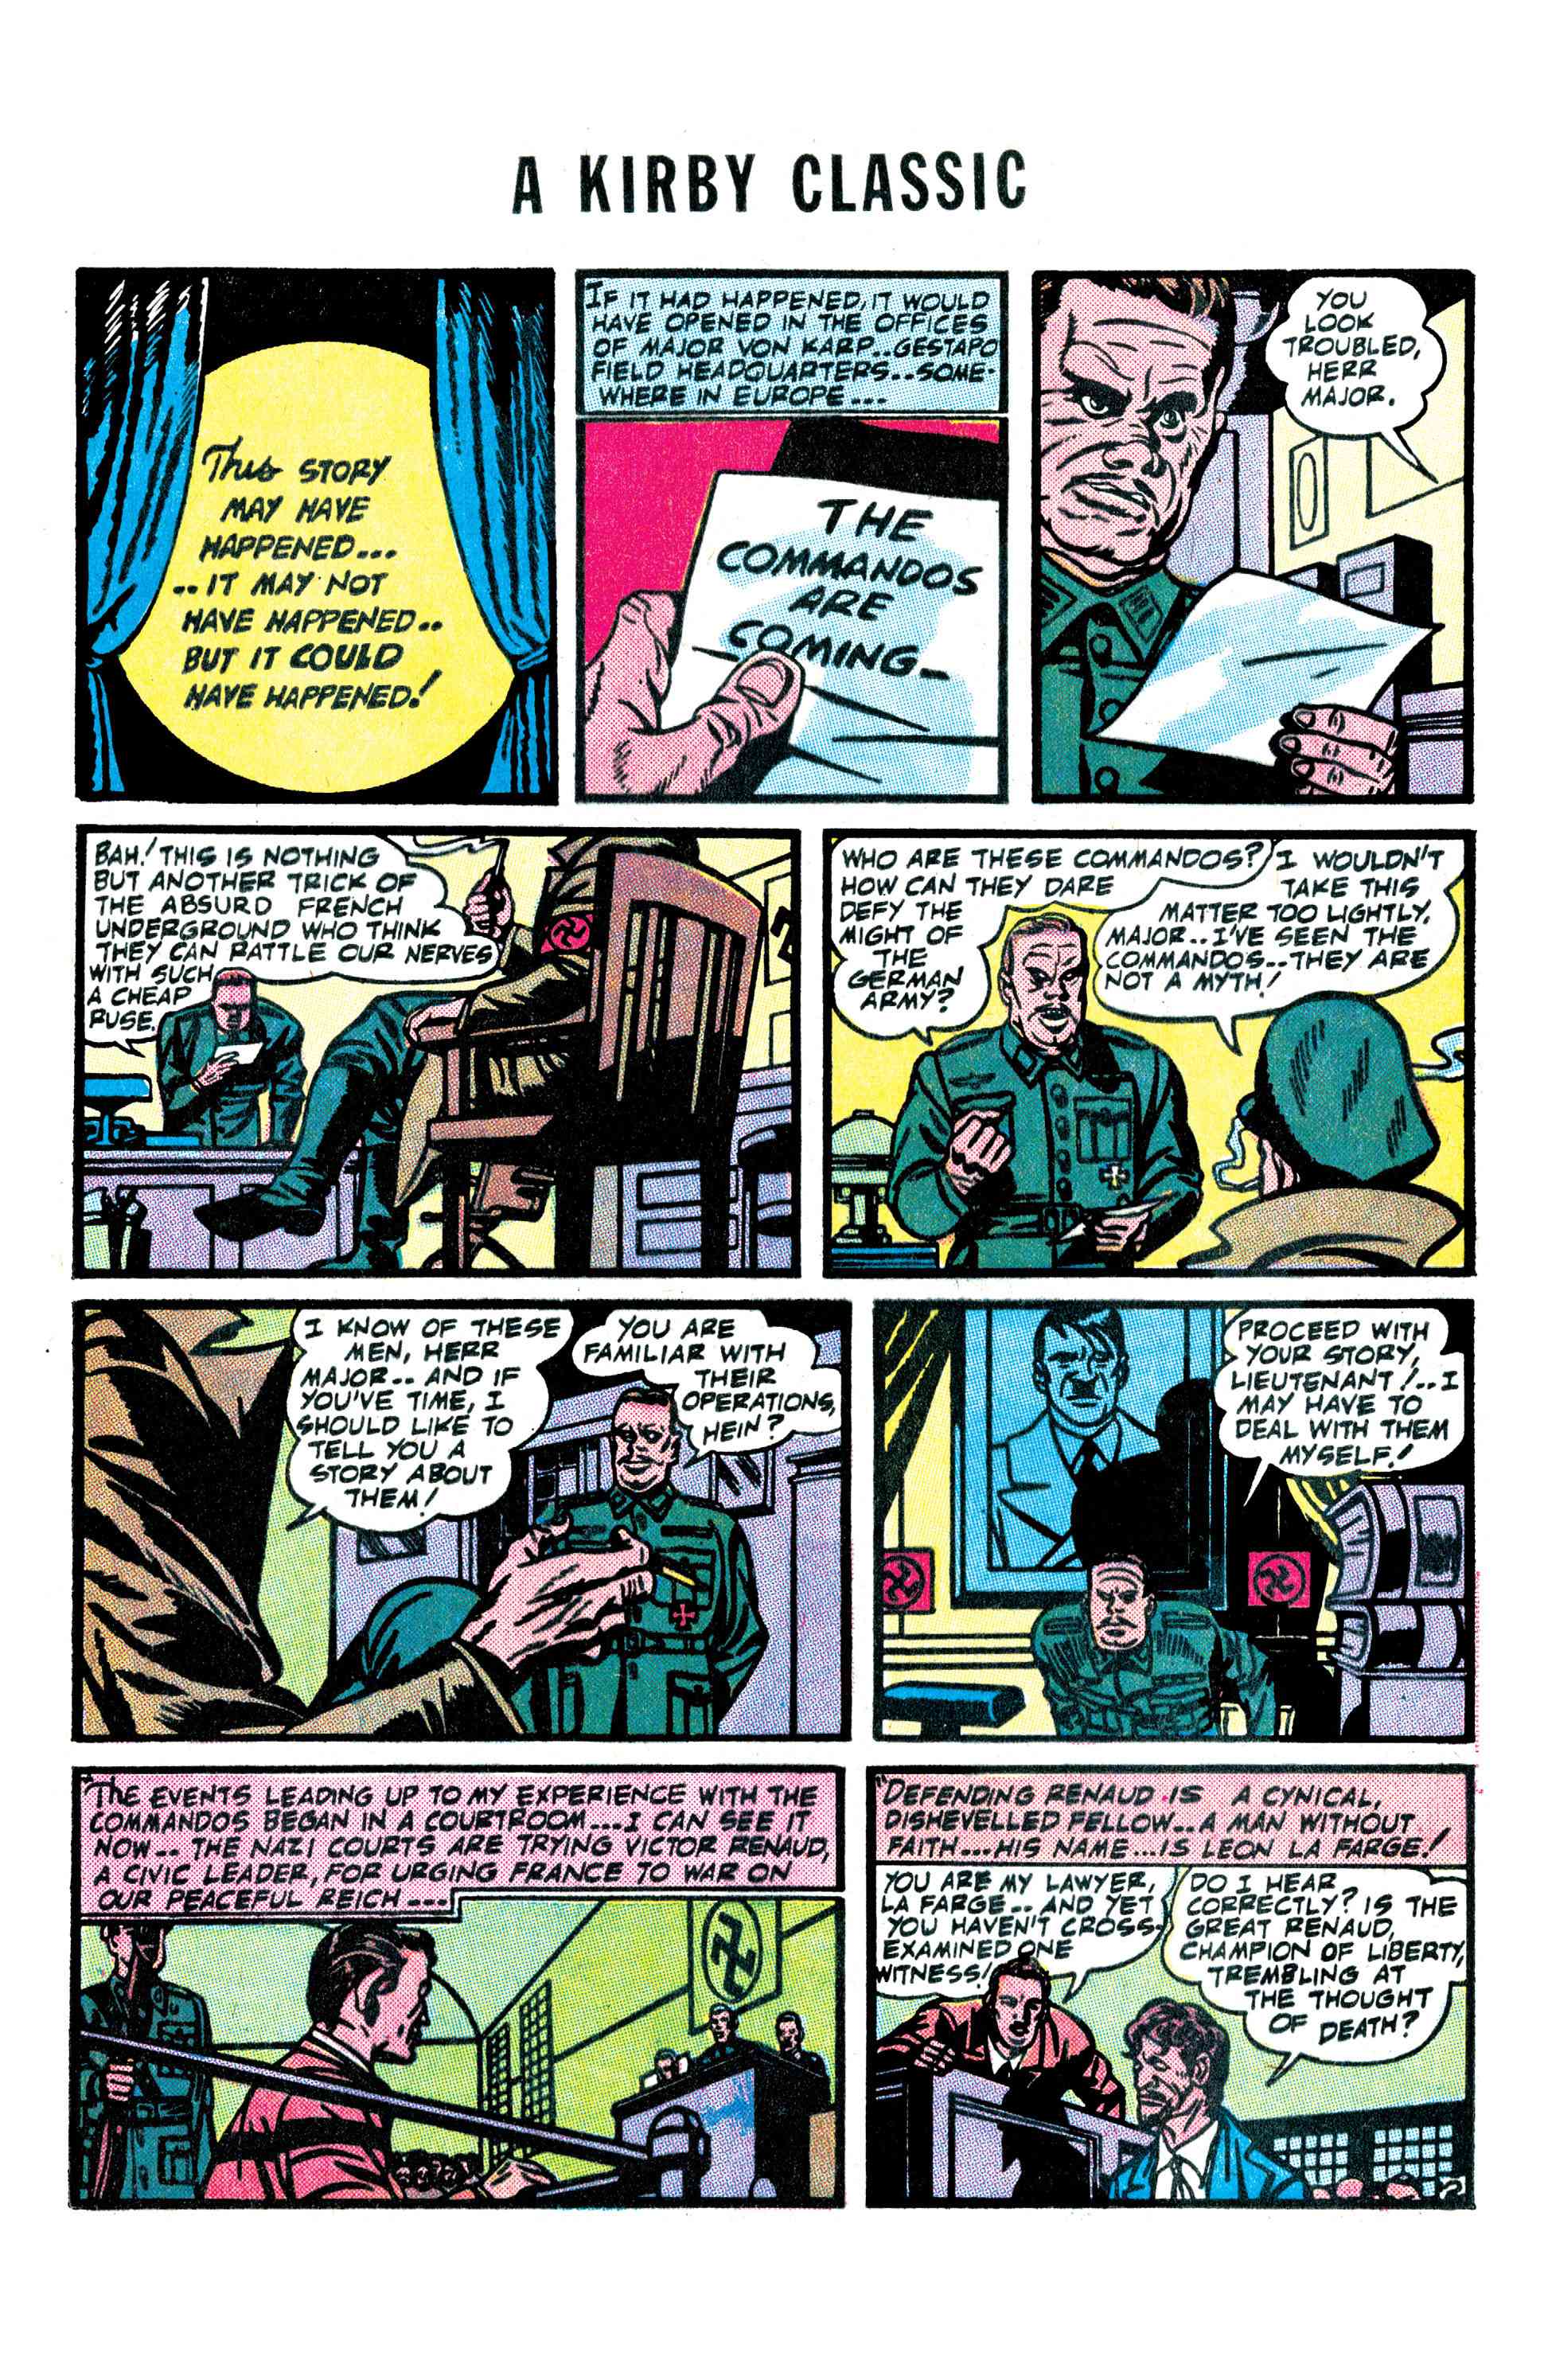 A KIRBY CLASSIC
This STORY
MAY HAVE
HAPPENED...
..IT MAY NOT
HAVE HAPPENED..
BUT IT COULD
HAVE HAPPENED!
IF IT HAD HAPPENED, IT WOULD
HAVE OPENED IN THE OFFICES
OF MAJOR VON KARP..GESTAPO
FIELD HEADQUARTERS..SOME-
WHERE IN EUROPE...
THE
COMMANDOS
ARE
COMING-
YOU
LOOK
TROUBLED,
HERR
MAJOR.
BAH! THIS IS NOTHING
BUT ANOTHER TRICK OF
THE ABSURD FRENCH
UNDERGROUND WHO THINK
THEY CAN RATTLE OUR NERVES
WITH SUCH
A CHEAP
RUSE.
WHO ARE THESE COMMANDOS?
HOW CAN THEY DARE
DEFY THE
MIGHT OF
THE
GERMAN
ARMY?
I WOULDN'T
TAKE THIS
MATTER TOO LIGHTLY,
MAJOR..I'VE SEEN THE
COMMANDOS..THEY ARE
NOT A MYTH!
I KNOW OF THESE
MEN, HERR
MAJOR.. AND IF
YOU'VE TIME, I
SHOULD LIKE TO
TELL YOU A
STORY ABOUT
THEM!
YOU ARE
FAMILIAR WITH
THEIR
OPERATIONS,
HEIN?
PROCEED WITH
YOUR STORY,
LIEUTENANT!..I
MAY HAVE TO
DEAL WITH THEM
MYSELF!
"THE EVENTS LEADING UP TO MY EXPERIENCE WITH THE
COMMANDOS BEGAN IN A COURTROOM...I CAN SEE IT
NOW.. THE NAZI COURTS ARE TRYING VICTOR RENAUD,
A CIVIC LEADER, FOR URGING FRANCE TO WAR ON
OUR PEACEFUL REICH---
"DEFENDING RENAUD IS A CYNICAL,
DISHEVELLED FELLOW..A MAN WITHOUT
FAITH...HIS NAME...IS LEON LA FARGE!
YOU ARE MY LAWYER,
LA FARGE.. AND YET
YOU HAVEN'T CROSS-
EXAMINED ONE
WITNESS!
DO I HEAR
CORRECTLY? IS THE
GREAT RENAUD,
CHAMPION OF LIBERTY,
TREMBLING AT
THE THOUGHT
OF DEATH?
2